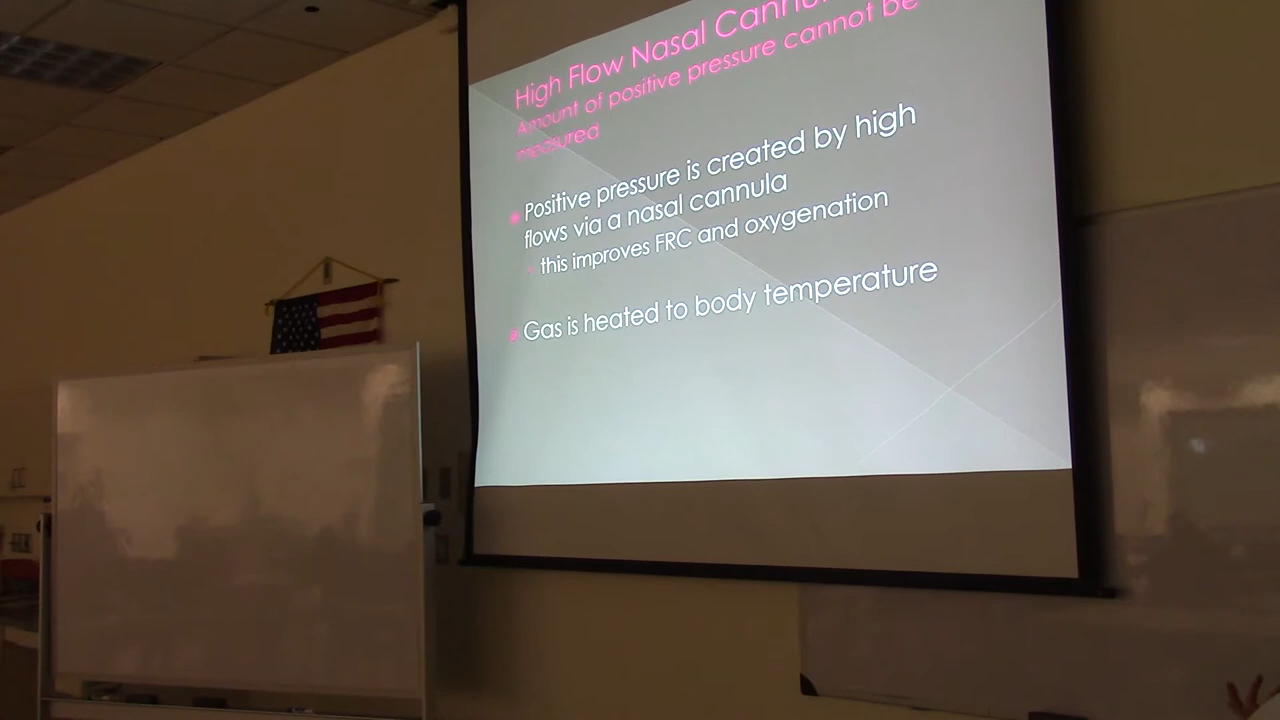 High Flow Nasal
Amount of positive pressure cannot be
measured
Positive pressure is created by high
flows via a nasal cannula
this improves FRC and oxygenation
Gas is heated to body temperature